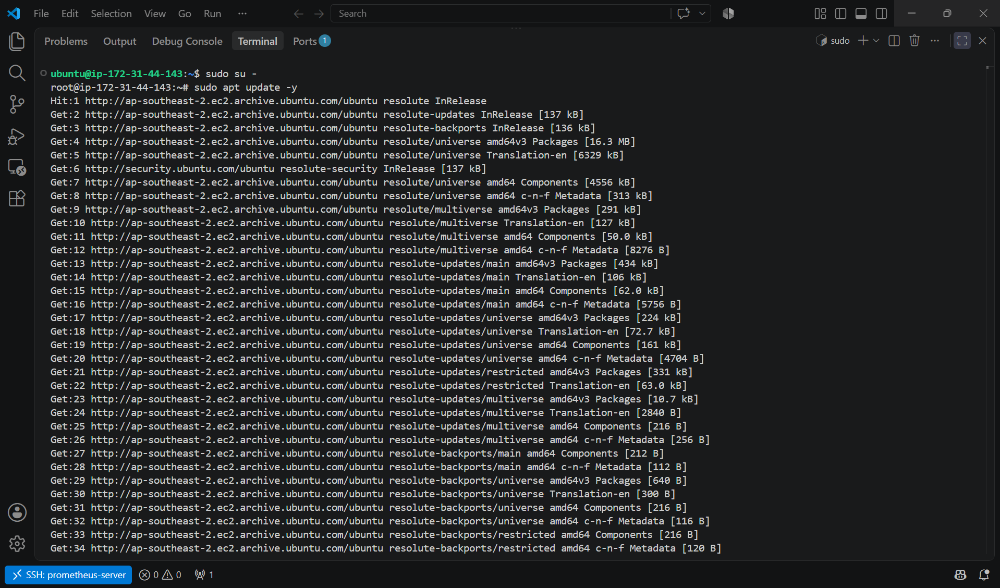 File Edit Selection View Go Run ··· Search
Problems Output Debug Console Terminal Ports 1 sudo
ubuntu@ip-172-31-44-143:~$ sudo su -
root@ip-172-31-44-143:~# sudo apt update -y
Hit:1 http://ap-southeast-2.ec2.archive.ubuntu.com/ubuntu resolute InRelease
Get:2 http://ap-southeast-2.ec2.archive.ubuntu.com/ubuntu resolute-updates InRelease [137 kB]
Get:3 http://ap-southeast-2.ec2.archive.ubuntu.com/ubuntu resolute-backports InRelease [136 kB]
Get:4 http://ap-southeast-2.ec2.archive.ubuntu.com/ubuntu resolute/universe amd64v3 Packages [16.3 MB]
Get:5 http://ap-southeast-2.ec2.archive.ubuntu.com/ubuntu resolute/universe Translation-en [6329 kB]
Get:6 http://security.ubuntu.com/ubuntu resolute-security InRelease [137 kB]
Get:7 http://ap-southeast-2.ec2.archive.ubuntu.com/ubuntu resolute/universe amd64 Components [4556 kB]
Get:8 http://ap-southeast-2.ec2.archive.ubuntu.com/ubuntu resolute/universe amd64 c-n-f Metadata [313 kB]
Get:9 http://ap-southeast-2.ec2.archive.ubuntu.com/ubuntu resolute/multiverse amd64v3 Packages [291 kB]
Get:10 http://ap-southeast-2.ec2.archive.ubuntu.com/ubuntu resolute/multiverse Translation-en [127 kB]
Get:11 http://ap-southeast-2.ec2.archive.ubuntu.com/ubuntu resolute/multiverse amd64 Components [50.0 kB]
Get:12 http://ap-southeast-2.ec2.archive.ubuntu.com/ubuntu resolute/multiverse amd64 c-n-f Metadata [8276 B]
Get:13 http://ap-southeast-2.ec2.archive.ubuntu.com/ubuntu resolute-updates/main amd64v3 Packages [434 kB]
Get:14 http://ap-southeast-2.ec2.archive.ubuntu.com/ubuntu resolute-updates/main Translation-en [106 kB]
Get:15 http://ap-southeast-2.ec2.archive.ubuntu.com/ubuntu resolute-updates/main amd64 Components [62.0 kB]
Get:16 http://ap-southeast-2.ec2.archive.ubuntu.com/ubuntu resolute-updates/main amd64 c-n-f Metadata [5756 B]
Get:17 http://ap-southeast-2.ec2.archive.ubuntu.com/ubuntu resolute-updates/universe amd64v3 Packages [224 kB]
Get:18 http://ap-southeast-2.ec2.archive.ubuntu.com/ubuntu resolute-updates/universe Translation-en [72.7 kB]
Get:19 http://ap-southeast-2.ec2.archive.ubuntu.com/ubuntu resolute-updates/universe amd64 Components [161 kB]
Get:20 http://ap-southeast-2.ec2.archive.ubuntu.com/ubuntu resolute-updates/universe amd64 c-n-f Metadata [4704 B]
Get:21 http://ap-southeast-2.ec2.archive.ubuntu.com/ubuntu resolute-updates/restricted amd64v3 Packages [331 kB]
Get:22 http://ap-southeast-2.ec2.archive.ubuntu.com/ubuntu resolute-updates/restricted Translation-en [63.0 kB]
Get:23 http://ap-southeast-2.ec2.archive.ubuntu.com/ubuntu resolute-updates/multiverse amd64v3 Packages [10.7 kB]
Get:24 http://ap-southeast-2.ec2.archive.ubuntu.com/ubuntu resolute-updates/multiverse Translation-en [2840 B]
Get:25 http://ap-southeast-2.ec2.archive.ubuntu.com/ubuntu resolute-updates/multiverse amd64 Components [216 B]
Get:26 http://ap-southeast-2.ec2.archive.ubuntu.com/ubuntu resolute-updates/multiverse amd64 c-n-f Metadata [256 B]
Get:27 http://ap-southeast-2.ec2.archive.ubuntu.com/ubuntu resolute-backports/main amd64 Components [212 B]
Get:28 http://ap-southeast-2.ec2.archive.ubuntu.com/ubuntu resolute-backports/main amd64 c-n-f Metadata [112 B]
Get:29 http://ap-southeast-2.ec2.archive.ubuntu.com/ubuntu resolute-backports/universe amd64v3 Packages [640 B]
Get:30 http://ap-southeast-2.ec2.archive.ubuntu.com/ubuntu resolute-backports/universe Translation-en [300 B]
Get:31 http://ap-southeast-2.ec2.archive.ubuntu.com/ubuntu resolute-backports/universe amd64 Components [216 B]
Get:32 http://ap-southeast-2.ec2.archive.ubuntu.com/ubuntu resolute-backports/universe amd64 c-n-f Metadata [116 B]
Get:33 http://ap-southeast-2.ec2.archive.ubuntu.com/ubuntu resolute-backports/restricted amd64 Components [216 B]
Get:34 http://ap-southeast-2.ec2.archive.ubuntu.com/ubuntu resolute-backports/restricted amd64 c-n-f Metadata [120 B]
SSH: prometheus-server 0 0 1